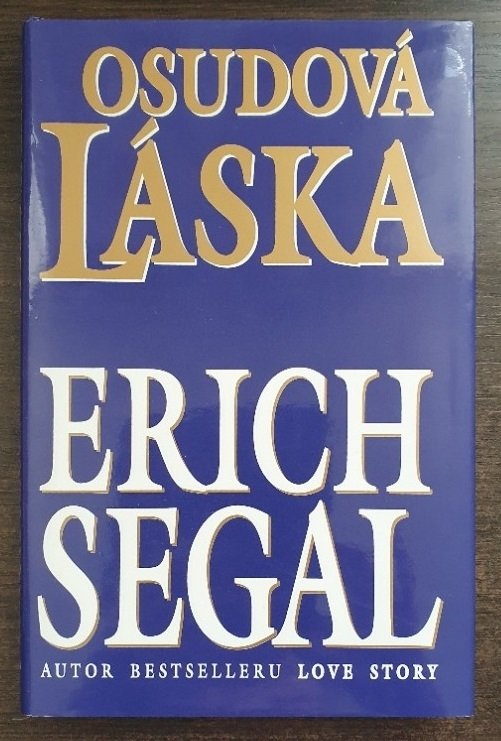 OSUDOVÁ
LÁSKA
ERICH
SEGAL
AUTOR BESTSELLERU LOVE STORY